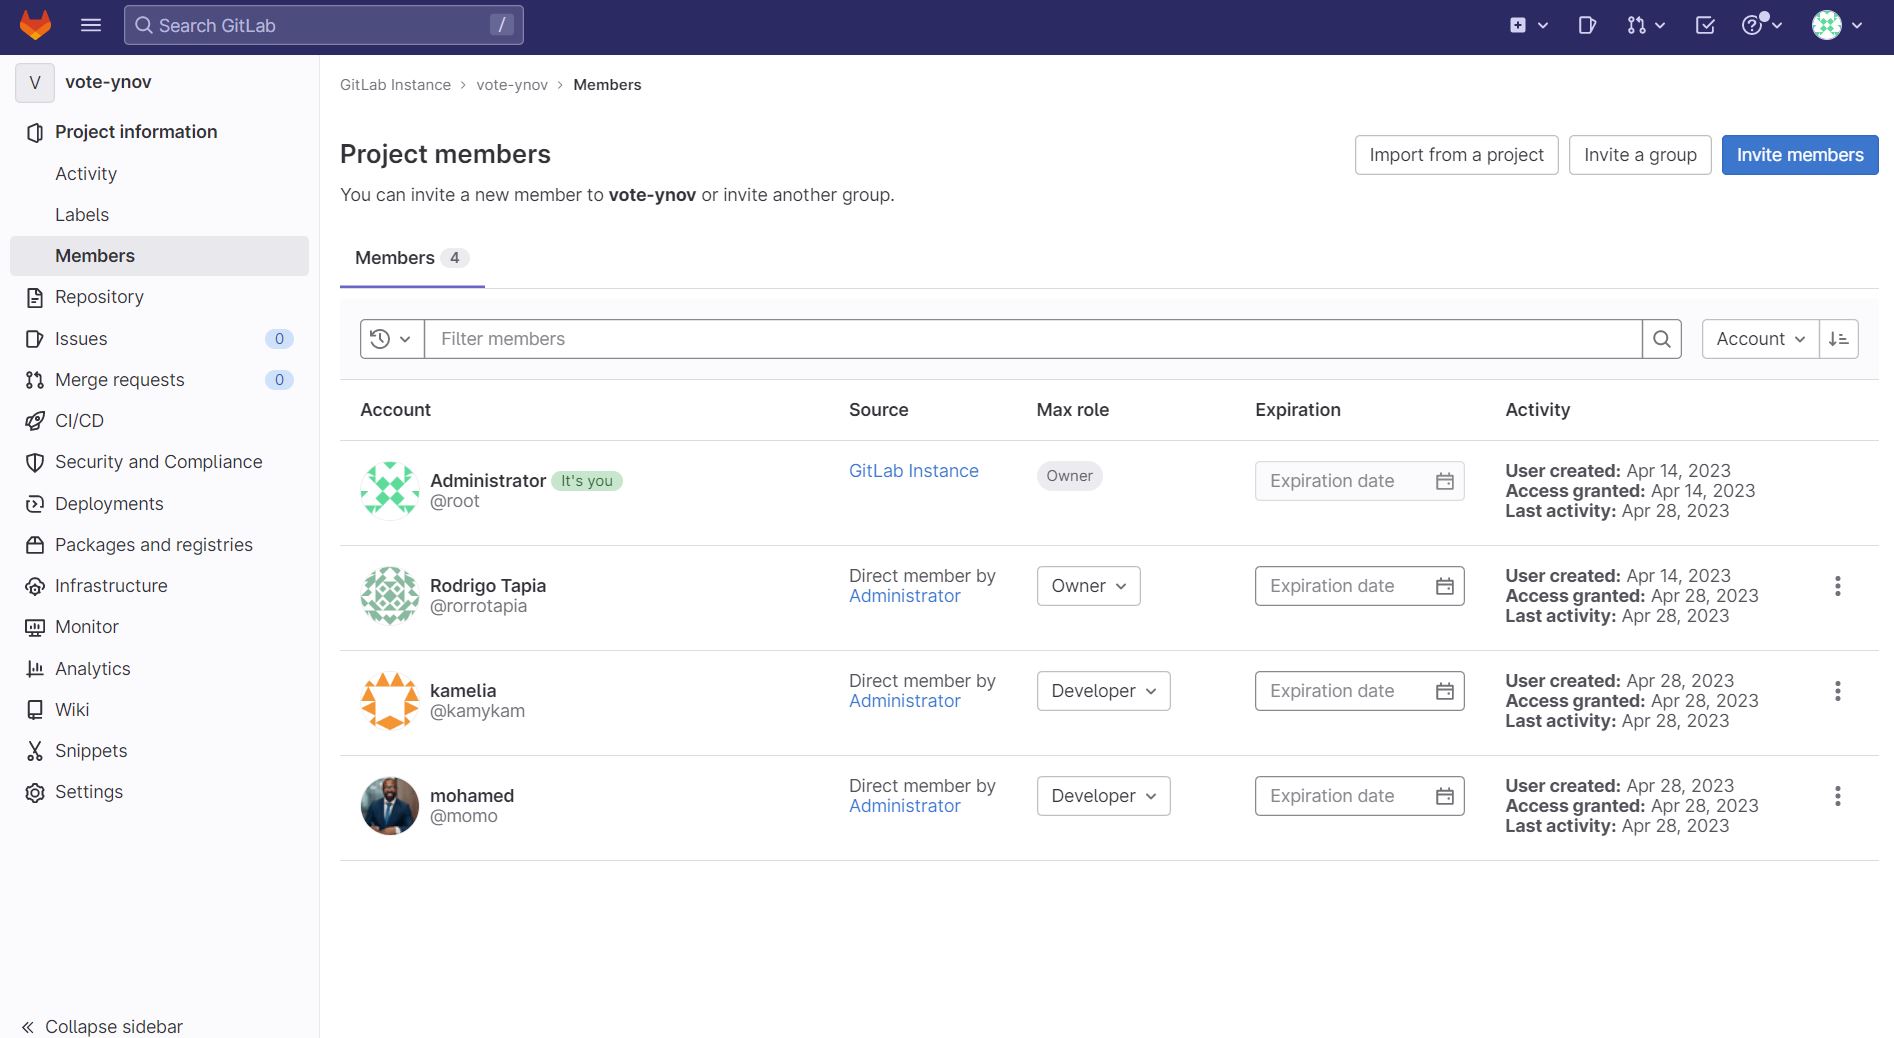 Search GitLab
/
V vote-ynov
Project information
Activity
Labels
Members
Repository
Issues 0
Merge requests 0
CI/CD
Security and Compliance
Deployments
Packages and registries
Infrastructure
Monitor
Analytics
Wiki
Snippets
Settings
Collapse sidebar
GitLab Instance > vote-ynov > Members
Project members
Import from a project
Invite a group
Invite members
You can invite a new member to vote-ynov or invite another group.
Members 4
Filter members
Account
Account Source Max role Expiration Activity
Administrator It's you
@root
GitLab Instance
Owner
Expiration date
User created: Apr 14, 2023
Access granted: Apr 14, 2023
Last activity: Apr 28, 2023
Rodrigo Tapia
@rorrotapia
Direct member by
Administrator
Owner
Expiration date
User created: Apr 14, 2023
Access granted: Apr 28, 2023
Last activity: Apr 28, 2023
kamelia
@kamykam
Direct member by
Administrator
Developer
Expiration date
User created: Apr 28, 2023
Access granted: Apr 28, 2023
Last activity: Apr 28, 2023
mohamed
@momo
Direct member by
Administrator
Developer
Expiration date
User created: Apr 28, 2023
Access granted: Apr 28, 2023
Last activity: Apr 28, 2023